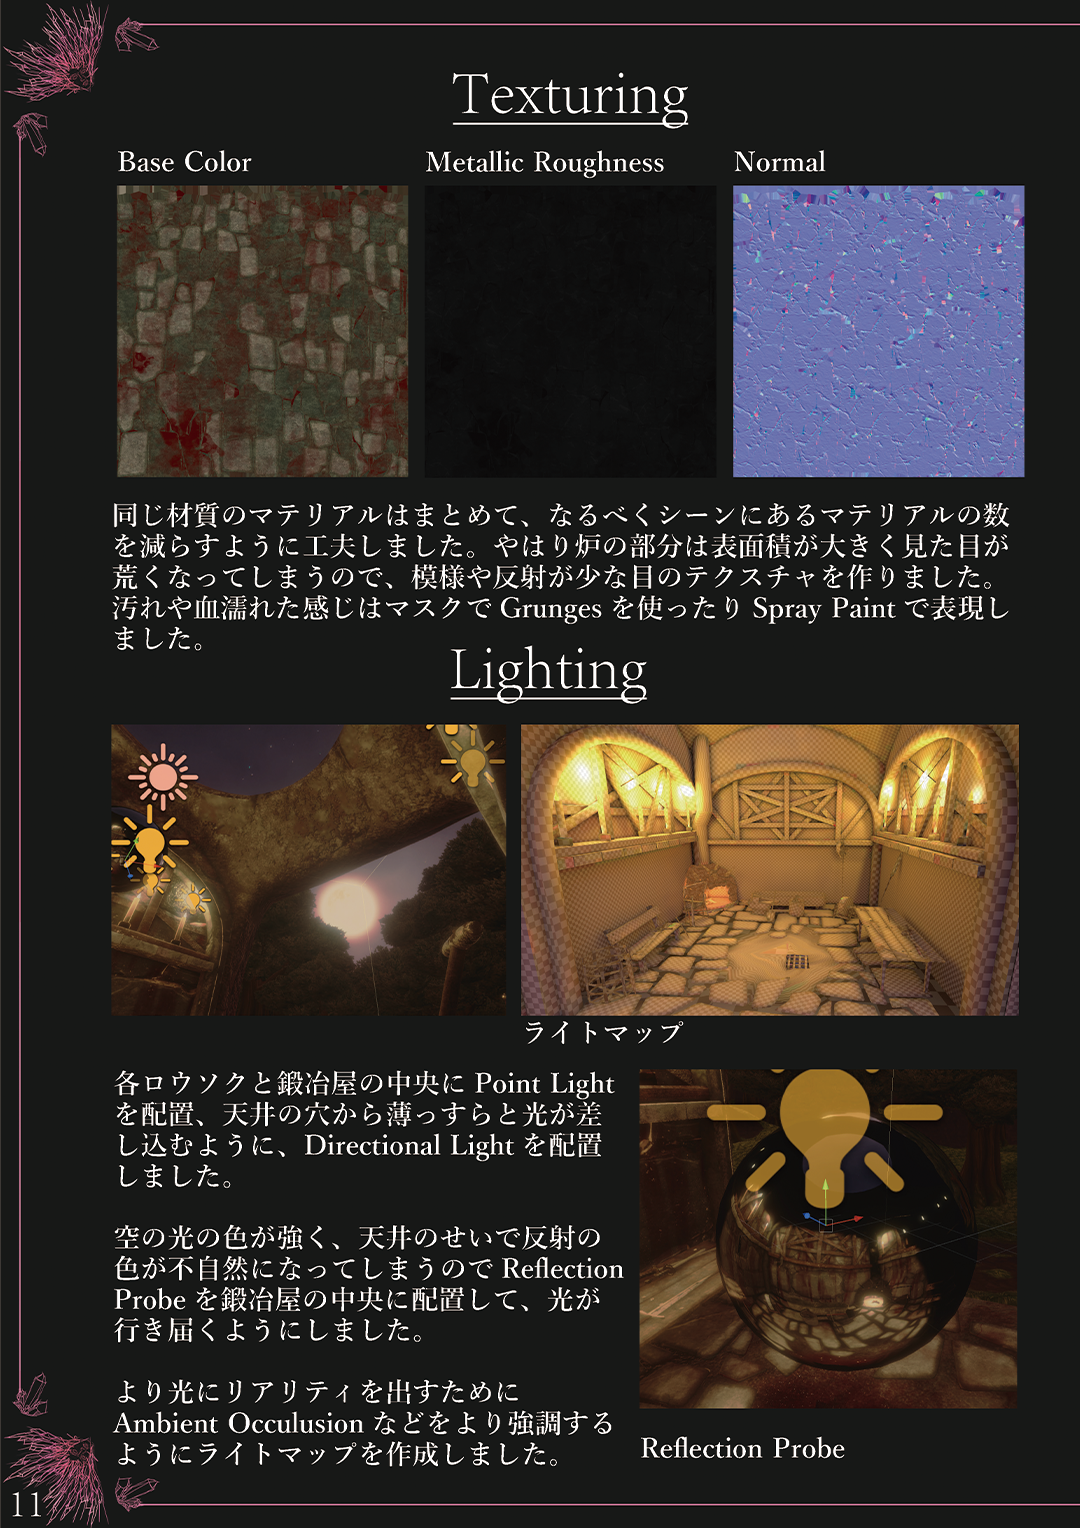 Texturing
Base Color
Metallic Roughness
Normal
同じ材質のマテリアルはまとめて、なるべくシーンにあるマテリアルの数
を減らすように工夫しました。やはり炉の部分は表面積が大きく見た目が
荒くなってしまうので、模様や反射が少な目のテクスチャを作りました。
汚れや血濡れた感じはマスクで Grunges を使ったり Spray Paint で表現し
ました。
Lighting
ライトマップ
各ロウソクと鍛冶屋の中央に Point Light
を配置、天井の穴から薄っすらと光が差
し込むように、Directional Light を配置
しました。
空の光の色が強く、天井のせいで反射の
色が不自然になってしまうので Reflection
Probe を鍛冶屋の中央に配置して、光が
行き届くようにしました。
より光にリアリティを出すために
Ambient Occulusion などをより強調する
ようにライトマップを作成しました。
Reflection Probe
11